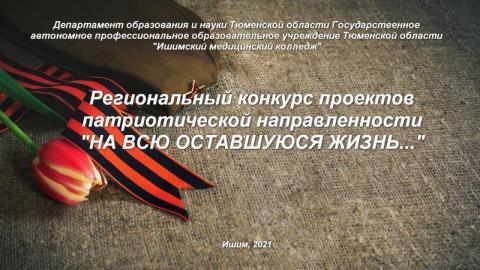 Департамент образования и науки Тюменской области Государственное
автономное профессиональное образовательное учреждение Тюменской области
"Ишимский медицинский колледж"
Региональный конкурс проектов
патриотической направленности
"НА ВСЮ ОСТАВШУЮСЯ ЖИЗНЬ..."
Ишим, 2021